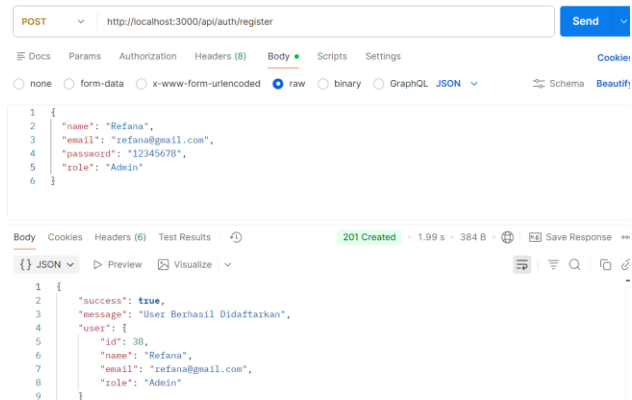 POST http://localhost:3000/api/auth/register Send
Docs Params Authorization Headers (8) Body Scripts Settings Cookies
none form-data x-www-form-urlencoded raw binary GraphQL JSON Schema Beautify
1 {
2 "name": "Refana",
3 "email": "refana@gmail.com",
4 "password": "12345678",
5 "role": "Admin"
6 }
Body Cookies Headers (6) Test Results 201 Created • 1.99 s • 384 B • Save Response
{} JSON Preview Visualize
1 {
2 "success": true,
3 "message": "User Berhasil Didaftarkan",
4 "user": {
5 "id": 38,
6 "name": "Refana",
7 "email": "refana@gmail.com",
8 "role": "Admin"
9 }